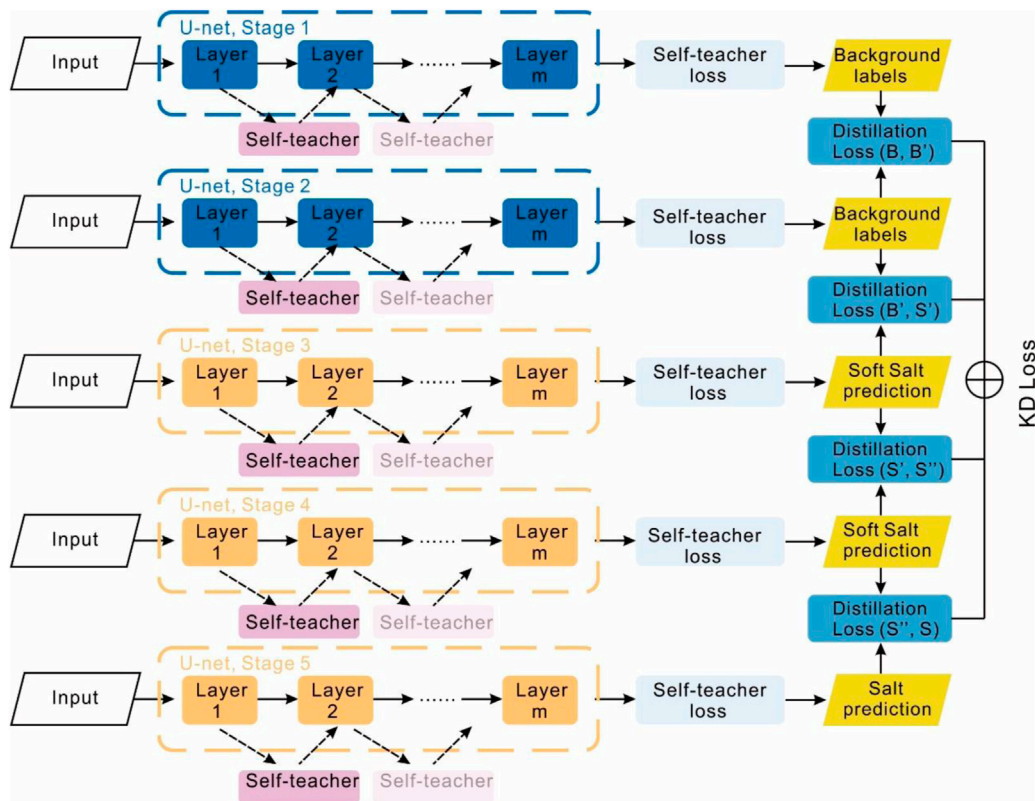 U-net, Stage 1
Input
Layer
1
Layer
2
......
Layer
m
Self-teacher
loss
Background
labels
Self-teacher
Self-teacher
Distillation
Loss (B, B')
U-net, Stage 2
Input
Layer
1
Layer
2
......
Layer
m
Self-teacher
loss
Background
labels
Self-teacher
Self-teacher
Distillation
Loss (B', S')
U-net, Stage 3
Input
Layer
1
Layer
2
......
Layer
m
Self-teacher
loss
Soft Salt
prediction
Self-teacher
Self-teacher
Distillation
Loss (S', S'')
KD Loss
U-net, Stage 4
Input
Layer
1
Layer
2
......
Layer
m
Self-teacher
loss
Soft Salt
prediction
Self-teacher
Self-teacher
Distillation
Loss (S'', S)
U-net, Stage 5
Input
Layer
1
Layer
2
......
Layer
m
Self-teacher
loss
Salt
prediction
Self-teacher
Self-teacher